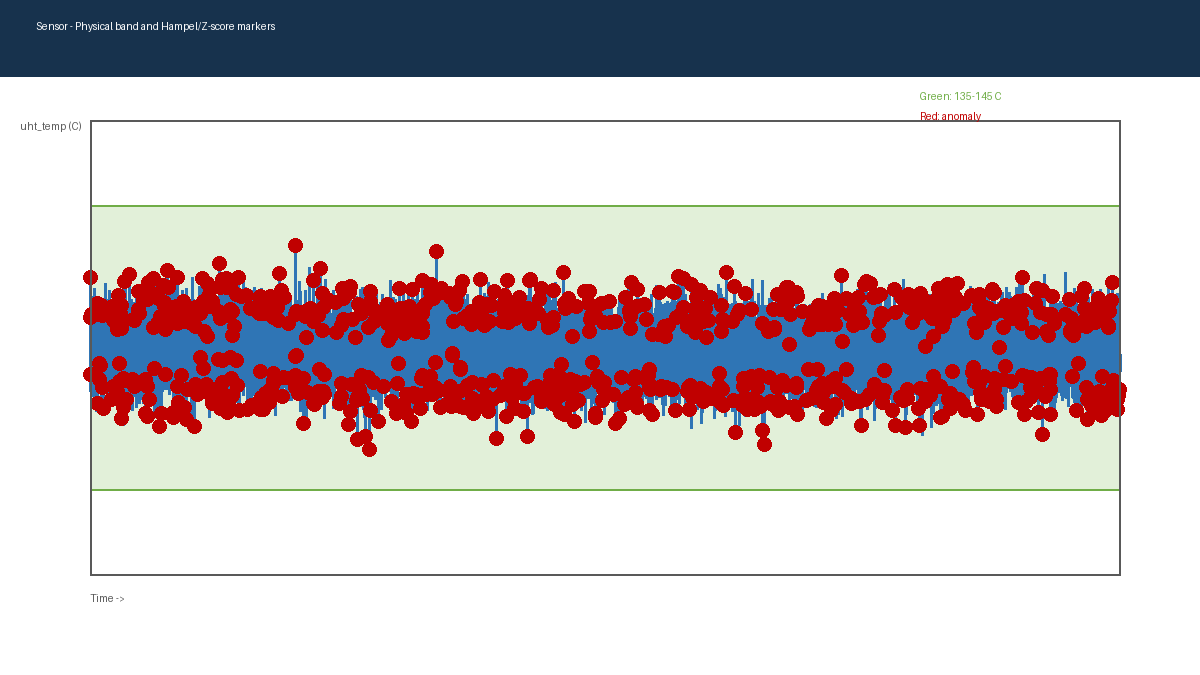 Sensor - Physical band and Hampel/Z-score markers
Green: 135-145 C
Red: anomaly
uht_temp (C)
Time ->